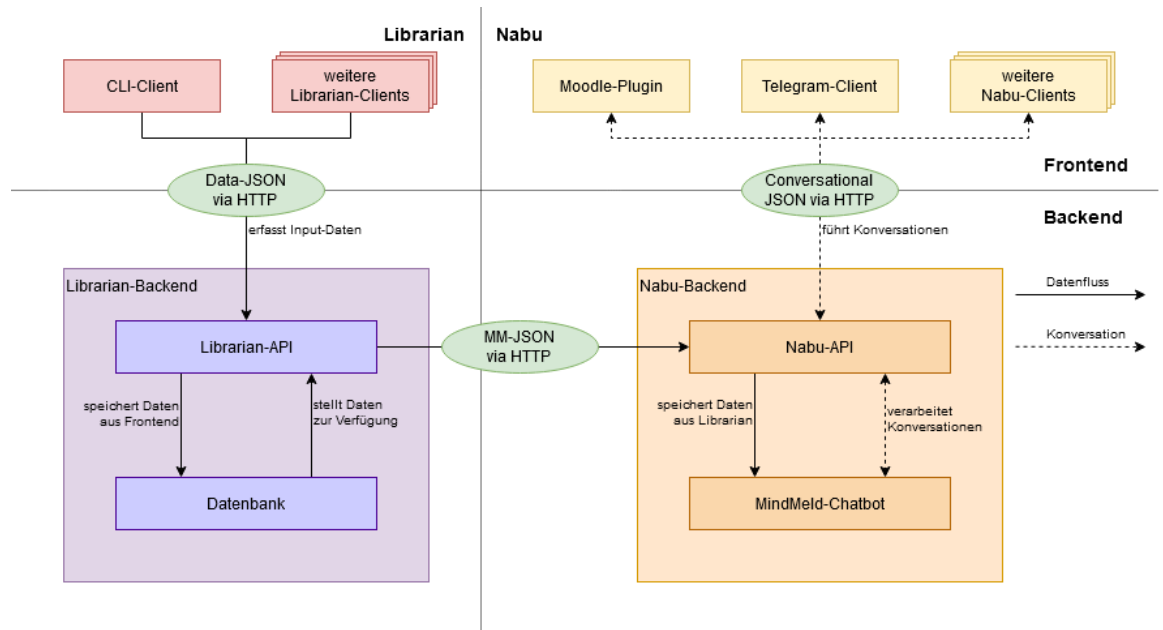 Librarian
Nabu
CLI-Client
weitere
Librarian-Clients
Moodle-Plugin
Telegram-Client
weitere
Nabu-Clients
Data-JSON
via HTTP
Conversational
JSON via HTTP
Frontend
Backend
erfasst Input-Daten
führt Konversationen
Librarian-Backend
Nabu-Backend
Datenfluss
Librarian-API
MM-JSON
via HTTP
Nabu-API
Konversation
speichert Daten
aus Frontend
stellt Daten
zur Verfügung
speichert Daten
aus Librarian
verarbeitet
Konversationen
Datenbank
MindMeld-Chatbot